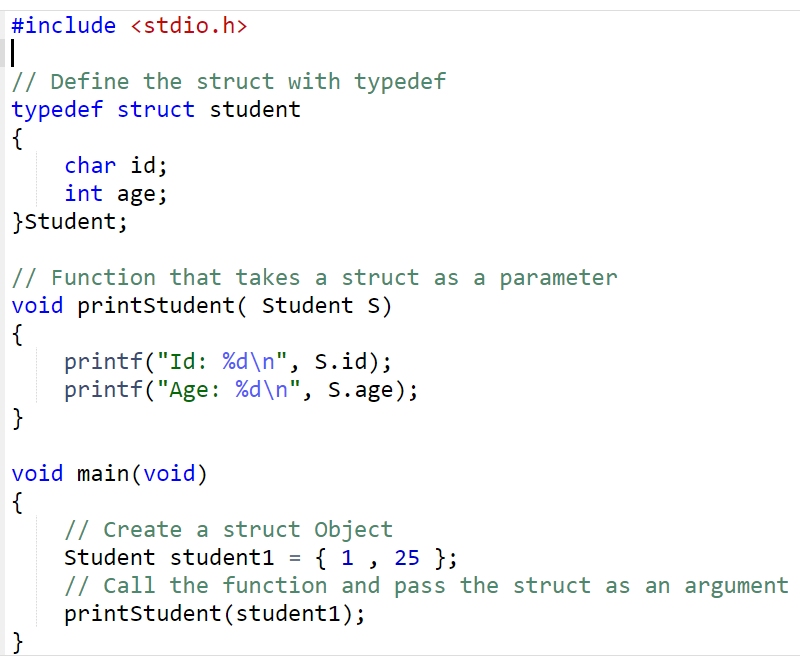 #include <stdio.h>
// Define the struct with typedef
typedef struct student
{
    char id;
    int age;
}Student;
// Function that takes a struct as a parameter
void printStudent( Student S)
{
    printf("Id: %d\n", S.id);
    printf("Age: %d\n", S.age);
}
void main(void)
{
    // Create a struct Object
    Student student1 = { 1 , 25 };
    // Call the function and pass the struct as an argument
    printStudent(student1);
}